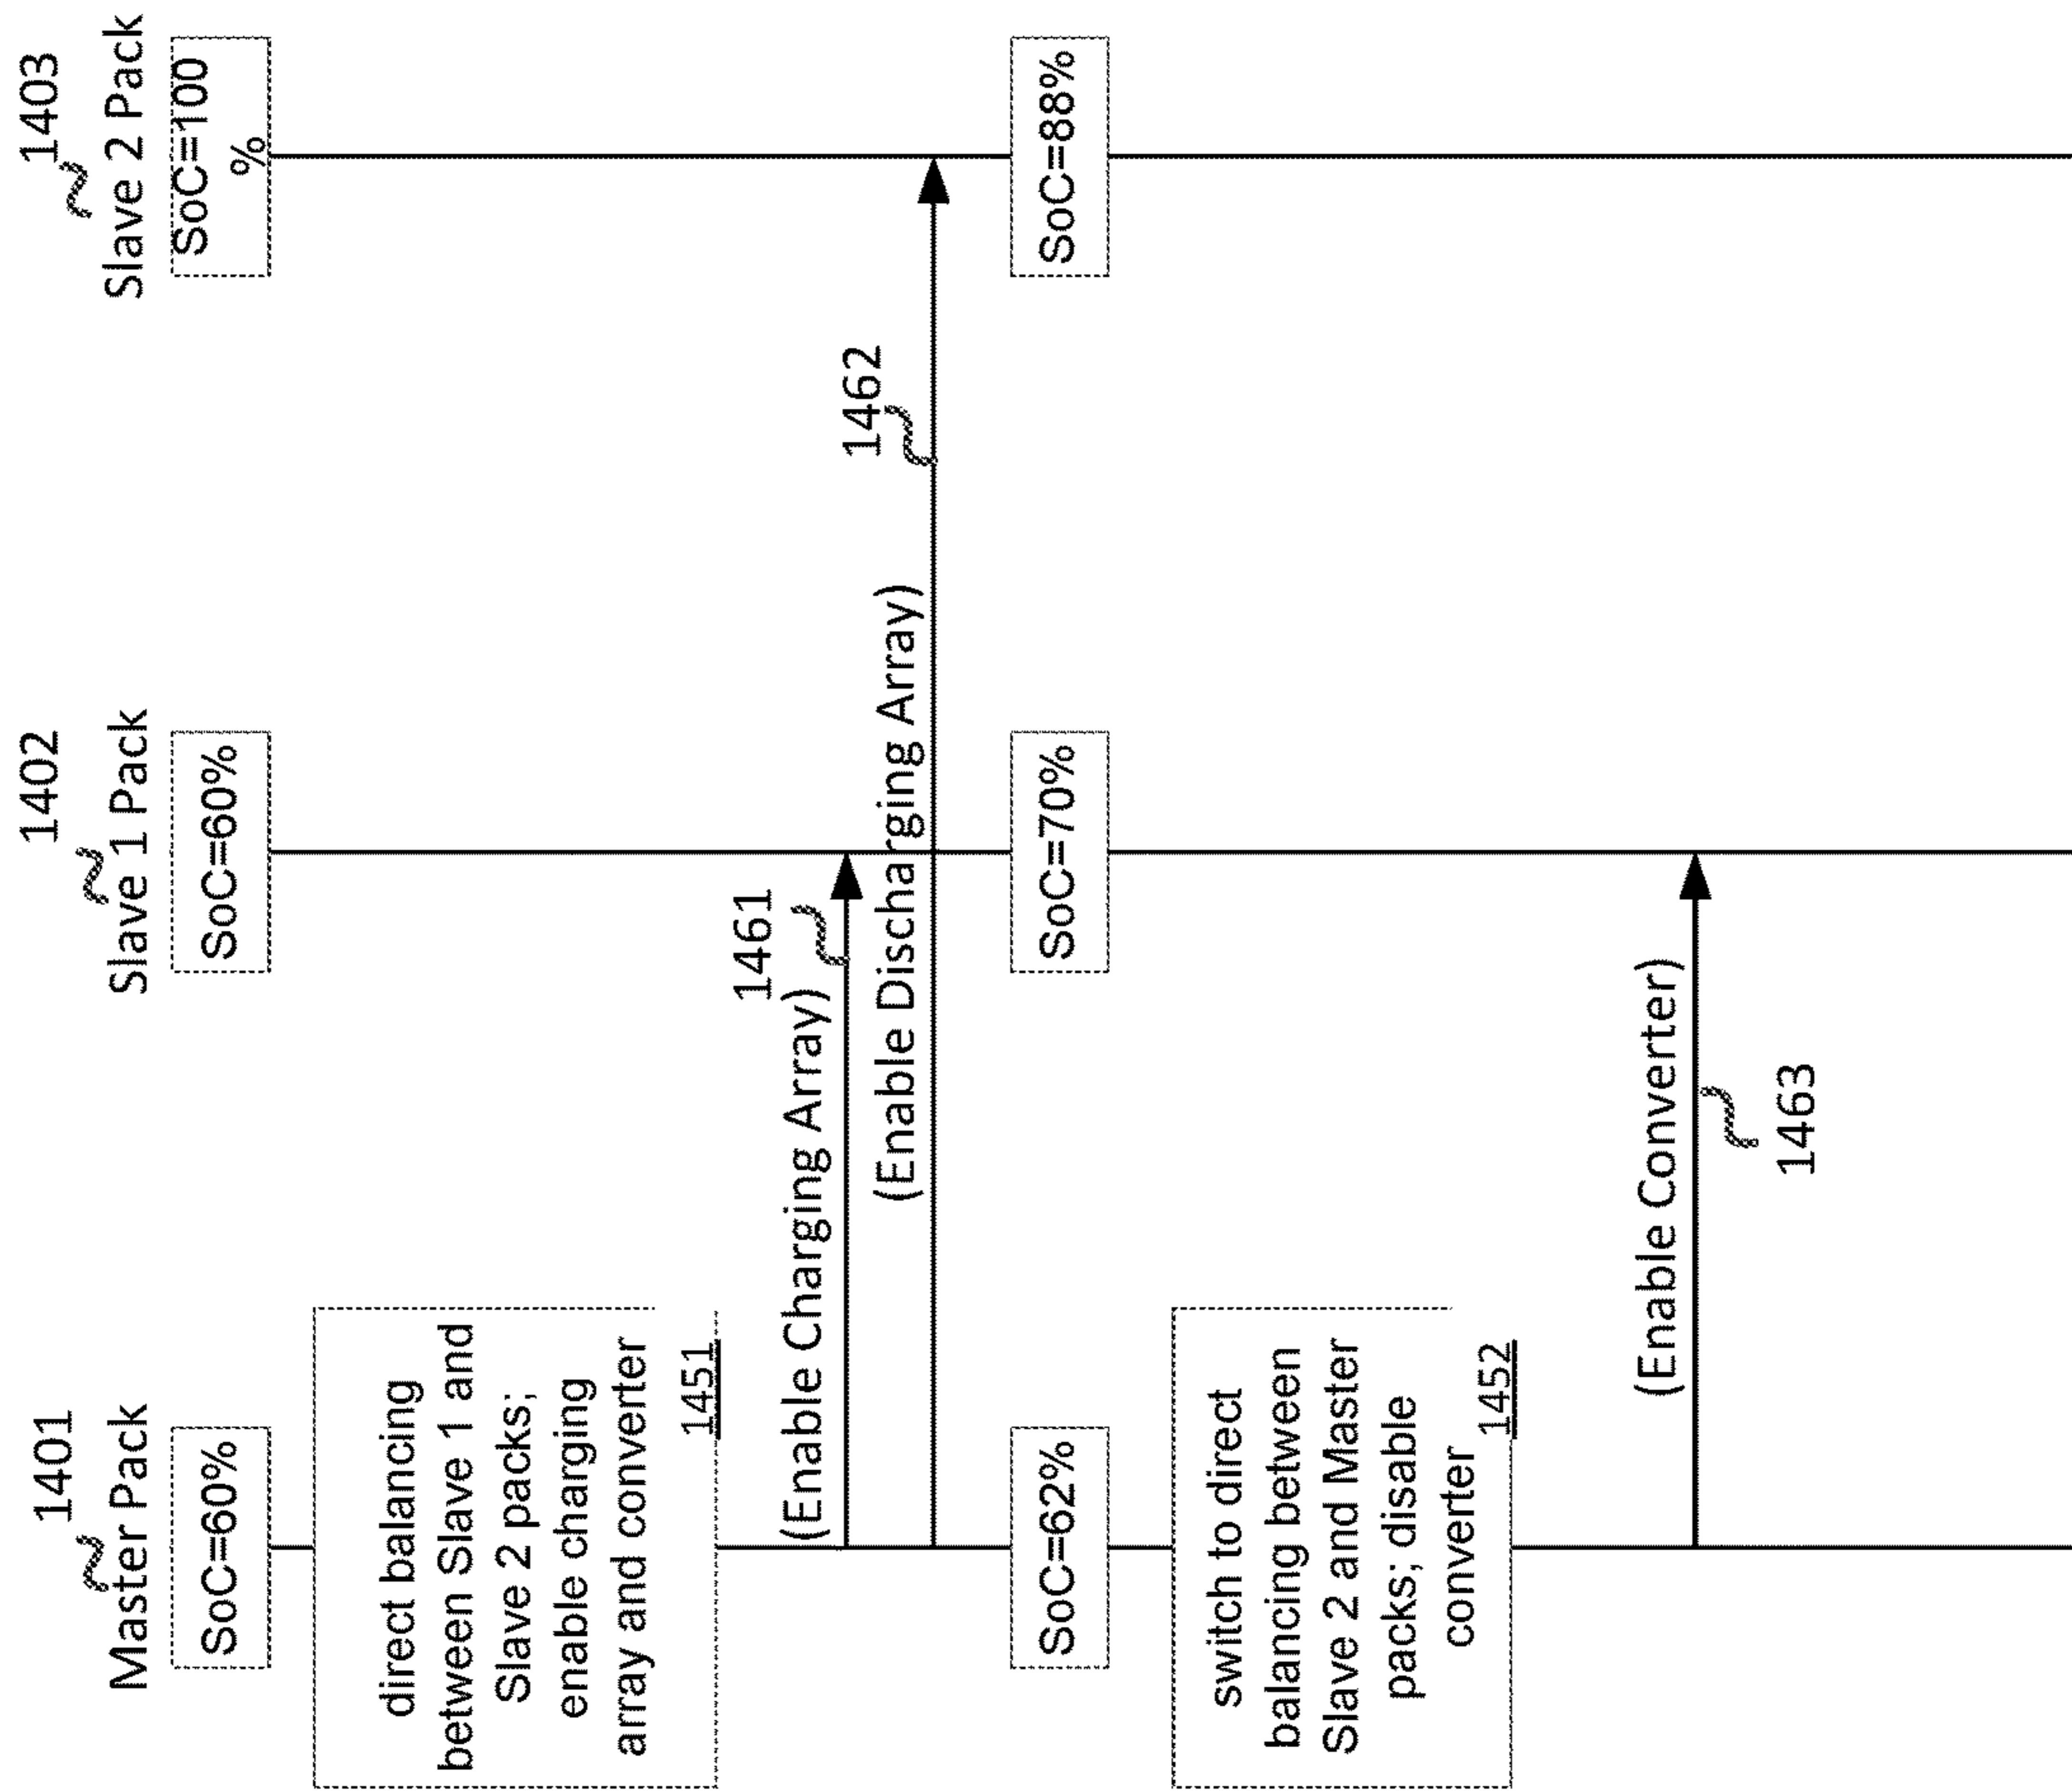 1401
Master Pack
SoC=60%
1402
Slave 1 Pack
SoC=60%
1403
Slave 2 Pack
SoC=100
%
direct balancing
between Slave 1 and
Slave 2 packs;
enable charging
array and converter
1451
1461
(Enable Charging Array)
1462
(Enable Discharging Array)
SoC=62%
SoC=70%
SoC=88%
switch to direct
balancing between
Slave 2 and Master
packs; disable
converter
1452
(Enable Converter)
1463